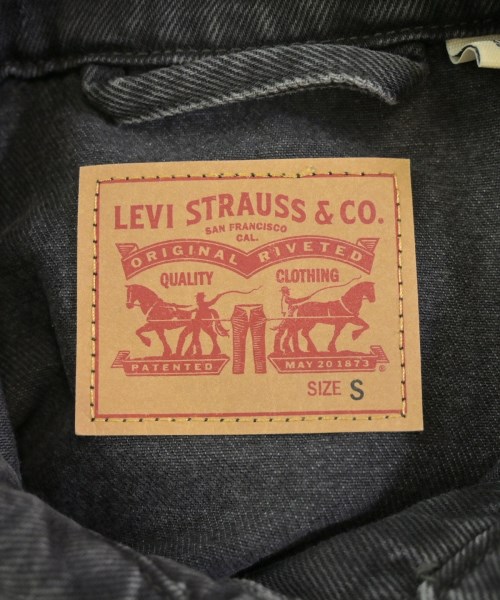 LEVI STRAUSS & CO.
SAN FRANCISCO
CAL.
ORIGINAL RIVETED
QUALITY CLOTHING
PATENTED MAY 20 1873 ®
SIZE S